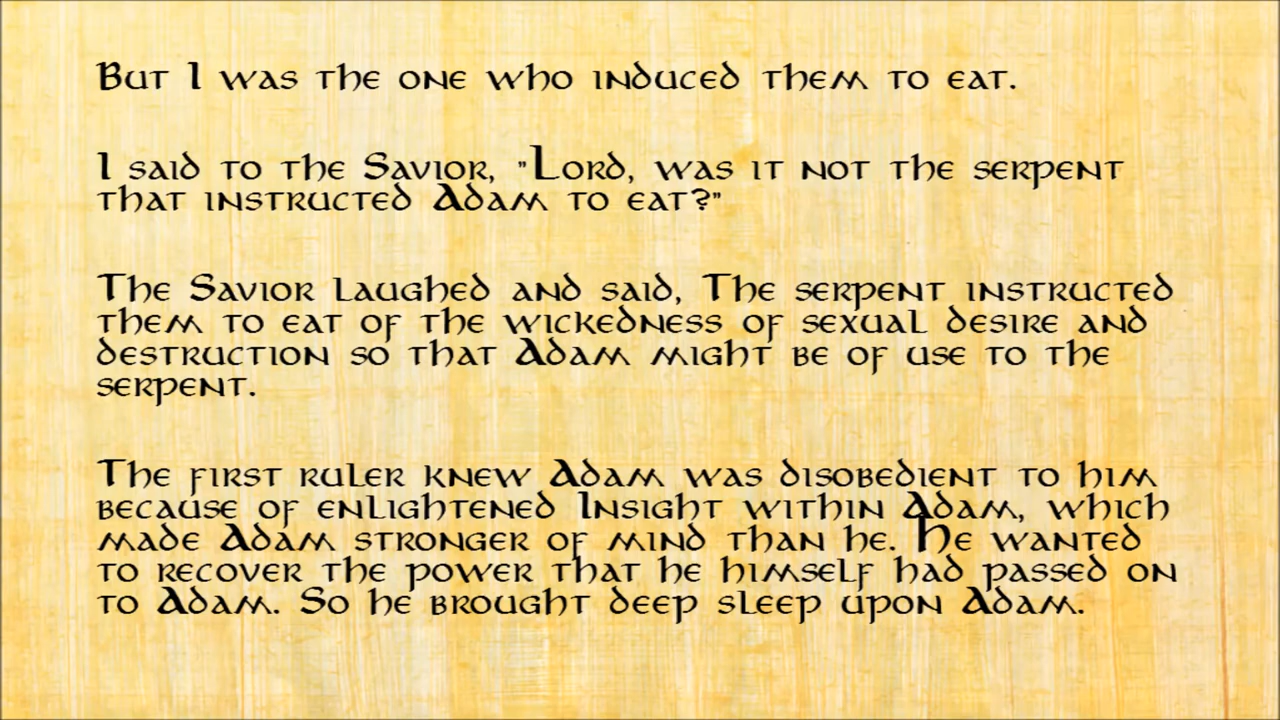 But I was the one who induced them to eat.
I said to the Savior, "Lord, was it not the serpent
that instructed Adam to eat?"
The Savior laughed and said, The serpent instructed
them to eat of the wickedness of sexual desire and
destruction so that Adam might be of use to the
serpent.
The first ruler knew Adam was disobedient to him
because of enlightened Insight within Adam, which
made Adam stronger of mind than he. He wanted
to recover the power that he himself had passed on
to Adam. So he brought deep sleep upon Adam.